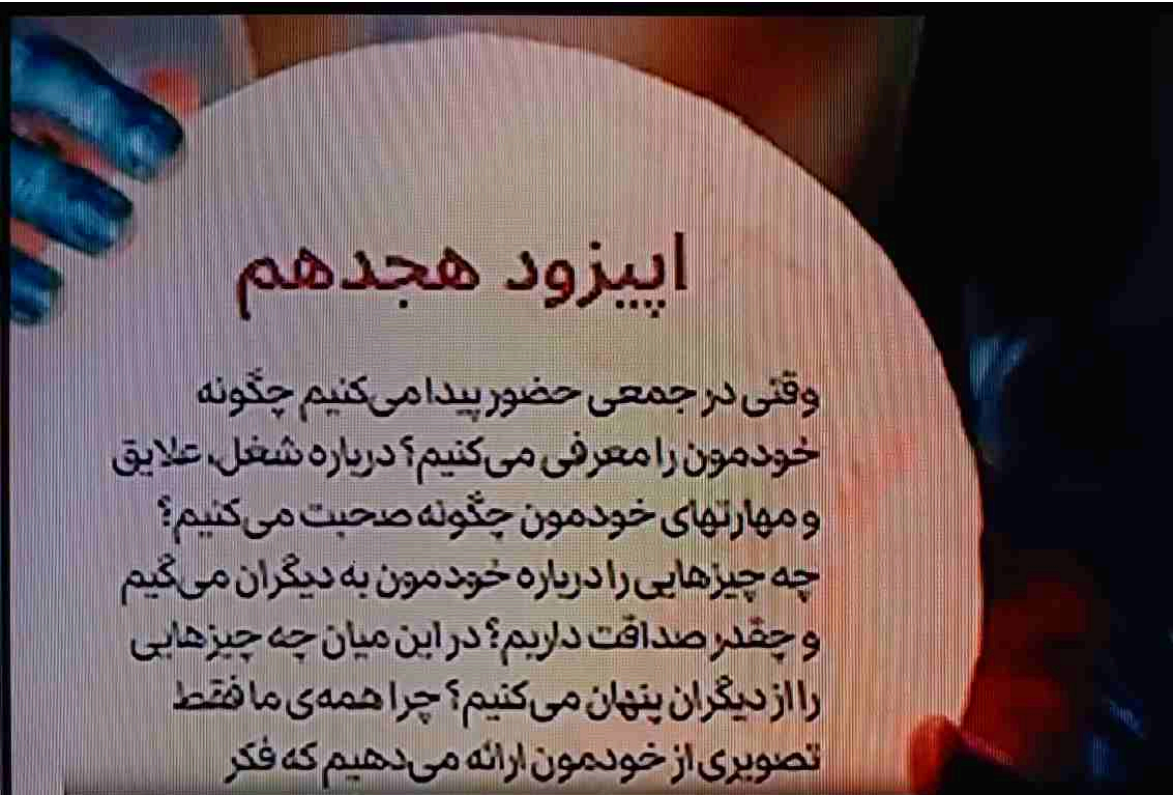 اپیزود هجدهم
وقتی در جمعی حضور پیدا می‌کنیم چگونه
خودمون را معرفی می‌کنیم؟ درباره شغل، علایق
و مهارتهای خودمون چگونه صحبت می‌کنیم؟
چه چیزهایی را درباره خودمون به دیگران می‌گیم
و چقدر صداقت داریم؟ در این میان چه چیزهایی
را از دیگران پنهان می‌کنیم؟ چرا همه‌ی ما فقط
تصویری از خودمون ارائه می‌دهیم که فکر